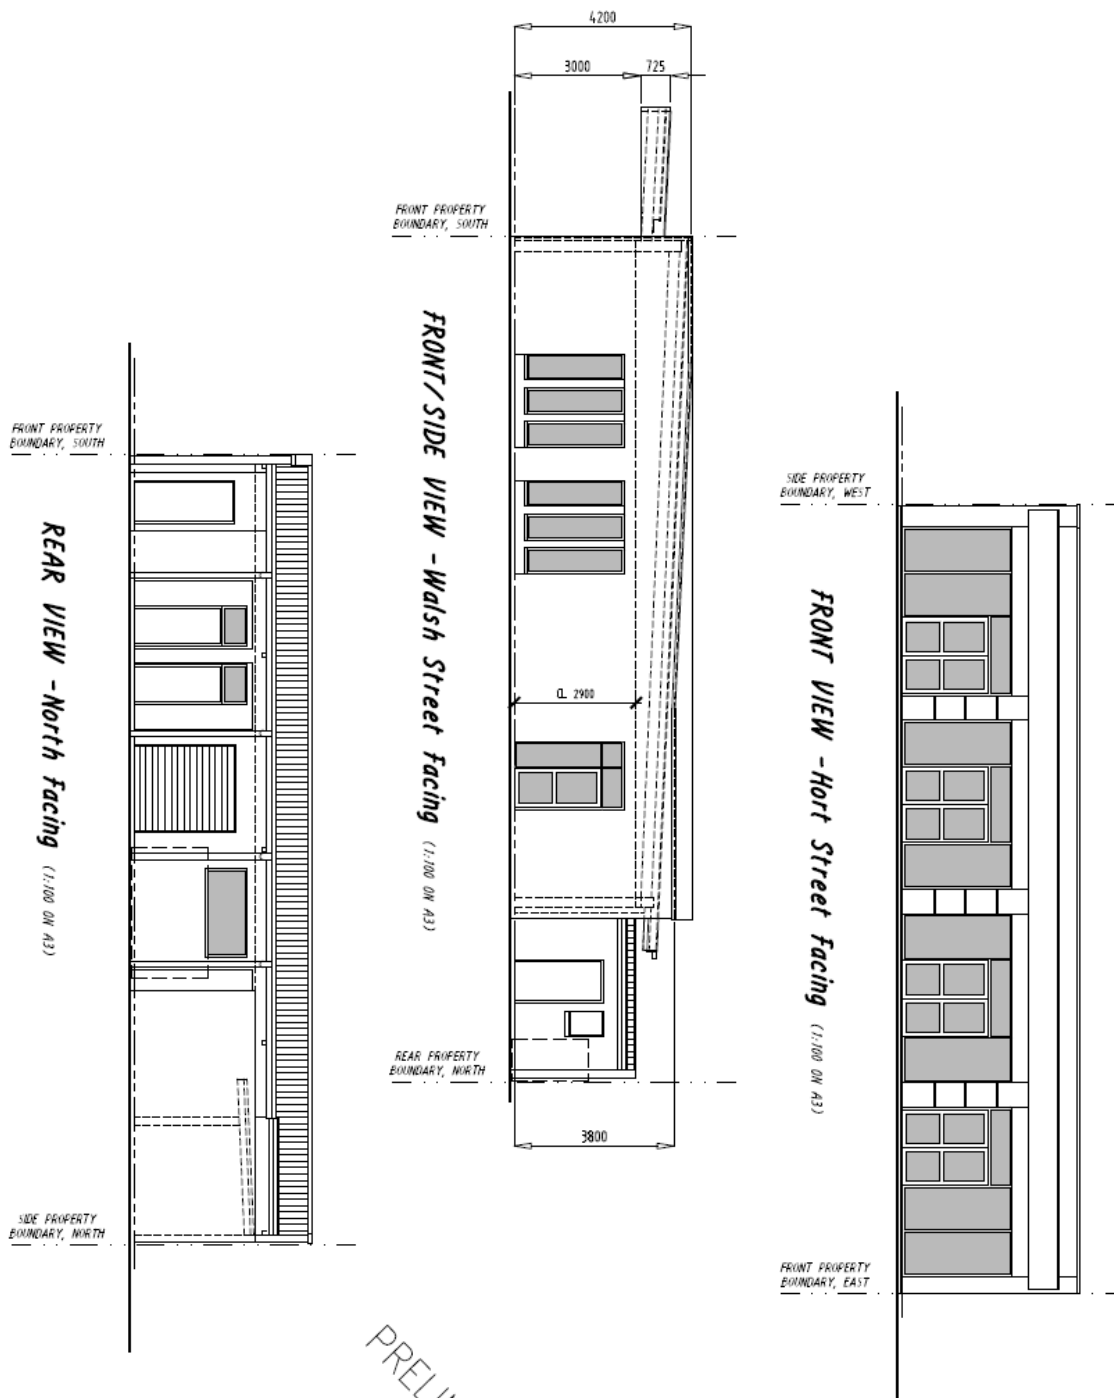 4200
3000
725
FRONT PROPERTY
BOUNDARY, SOUTH
FRONT/SIDE VIEW - Walsh Street Facing (1:100 ON A3)
CL 2900
REAR PROPERTY
BOUNDARY, NORTH
3800
FRONT PROPERTY
BOUNDARY, SOUTH
REAR VIEW - North Facing (1:100 ON A3)
SIDE PROPERTY
BOUNDARY, NORTH
SIDE PROPERTY
BOUNDARY, WEST
FRONT VIEW - Hort Street Facing (1:100 ON A3)
FRONT PROPERTY
BOUNDARY, EAST